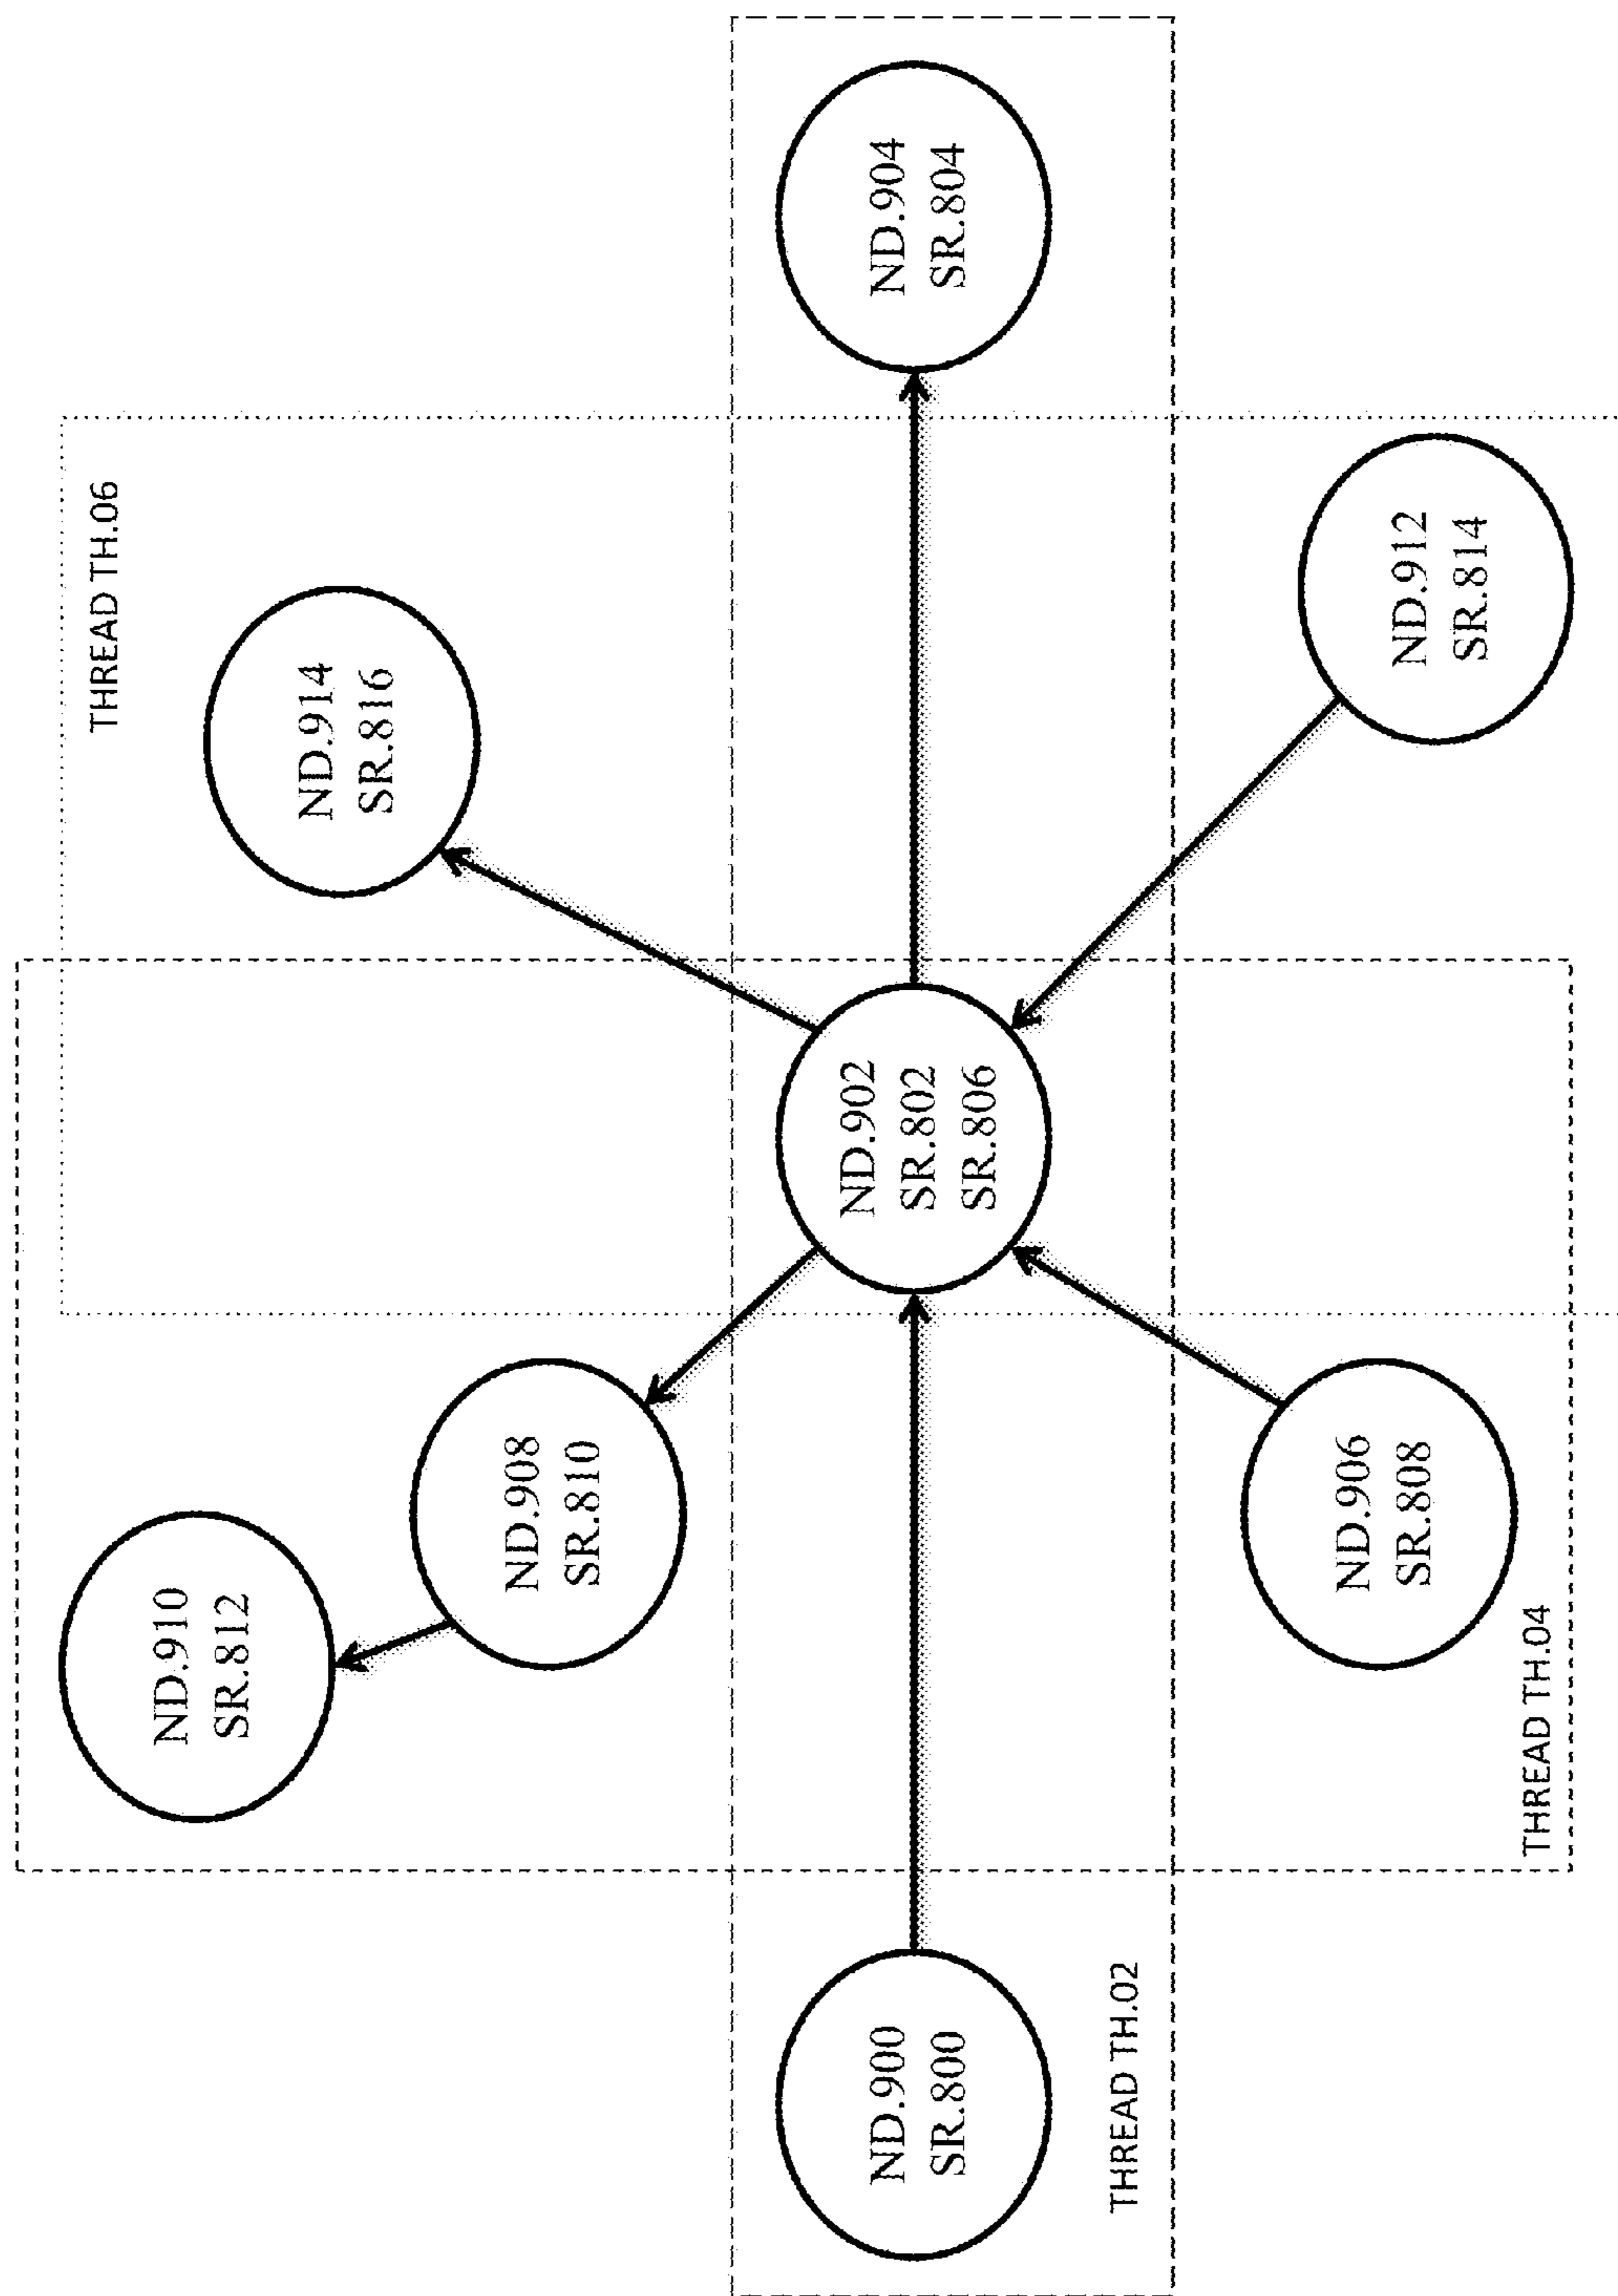 ND.910
SR.812
ND.908
SR.810
ND.914
SR.816
THREAD TH.06
ND.900
SR.800
ND.902
SR.802
SR.806
ND.904
SR.804
THREAD TH.02
ND.906
SR.808
ND.912
SR.814
THREAD TH.04